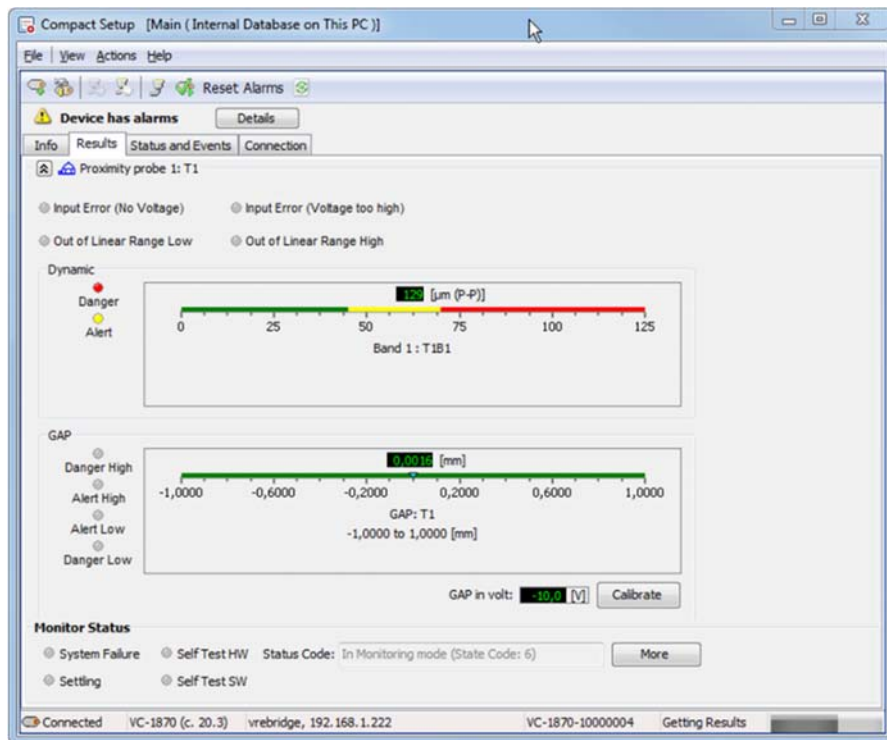 Compact Setup [Main ( Internal Database on This PC )]
File View Actions Help
Reset Alarms
Device has alarms Details
Info Results Status and Events Connection
Proximity probe 1: T1
Input Error (No Voltage) Input Error (Voltage too high)
Out of Linear Range Low Out of Linear Range High
Dynamic
Danger
Alert
129 [µm (P-P)]
0 25 50 75 100 125
Band 1 : T1B1
GAP
Danger High
Alert High
Alert Low
Danger Low
0,0016 [mm]
-1,0000 -0,6000 -0,2000 0,2000 0,6000 1,0000
GAP: T1
-1,0000 to 1,0000 [mm]
GAP in volt: -10,0 [V] Calibrate
Monitor Status
System Failure Self Test HW Status Code: In Monitoring mode (State Code: 6) More
Settling Self Test SW
Connected VC-1870 (c. 20.3) vrebridge, 192.168.1.222 VC-1870-10000004 Getting Results